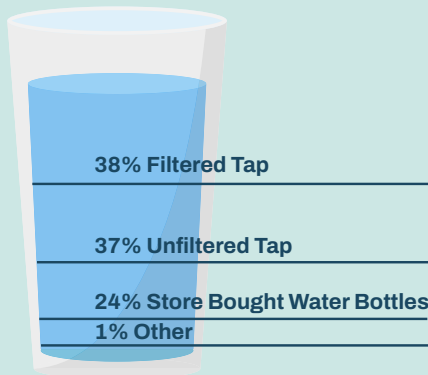 38% Filtered Tap
37% Unfiltered Tap
24% Store Bought Water Bottles
1% Other